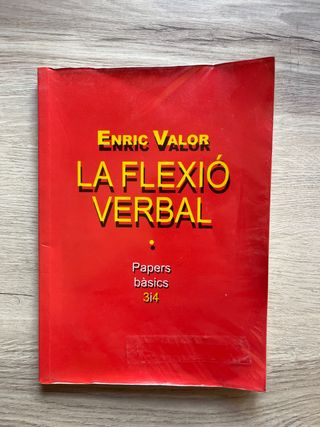 ENRIC VALOR
LA FLEXIÓ
VERBAL
Papers
bàsics
3i4